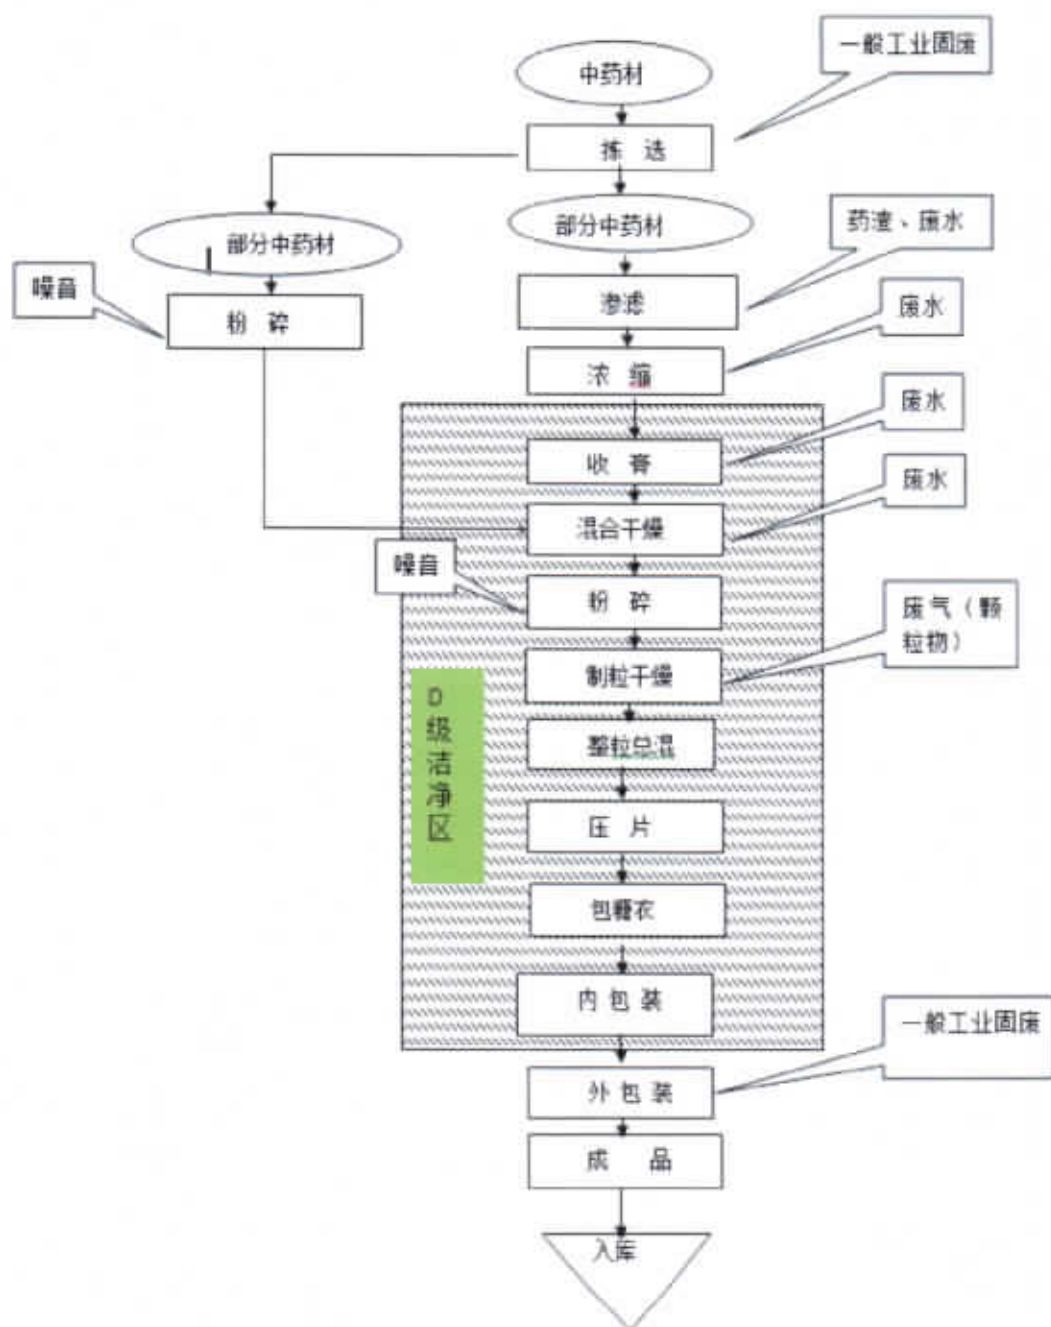 中药材
一般工业固废
拣 选
部分中药材
部分中药材
药渣、废水
噪音
粉 碎
渗滤
废水
浓 缩
废水
收 膏
废水
混合干燥
噪音
粉 碎
废气（颗
粒物）
制粒干燥
D
级
洁
净
区
整粒总混
压 片
包糖衣
内 包 装
一般工业固废
外 包 装
成 品
入库